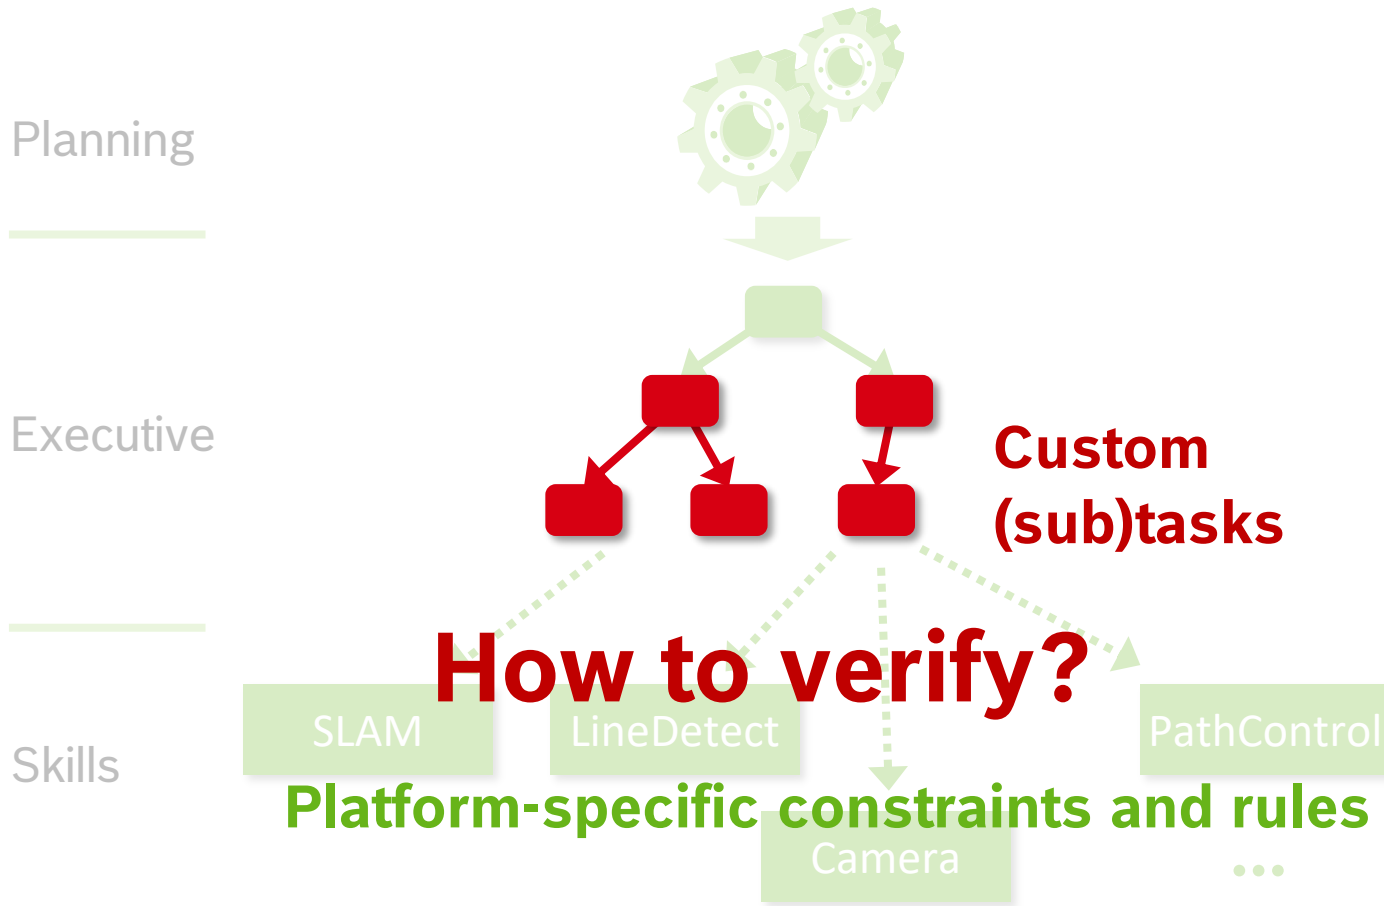 Planning
Executive
Custom
(sub)tasks
How to verify?
SLAM
LineDetect
PathControl
Skills
Platform-specific constraints and rules
Camera
...